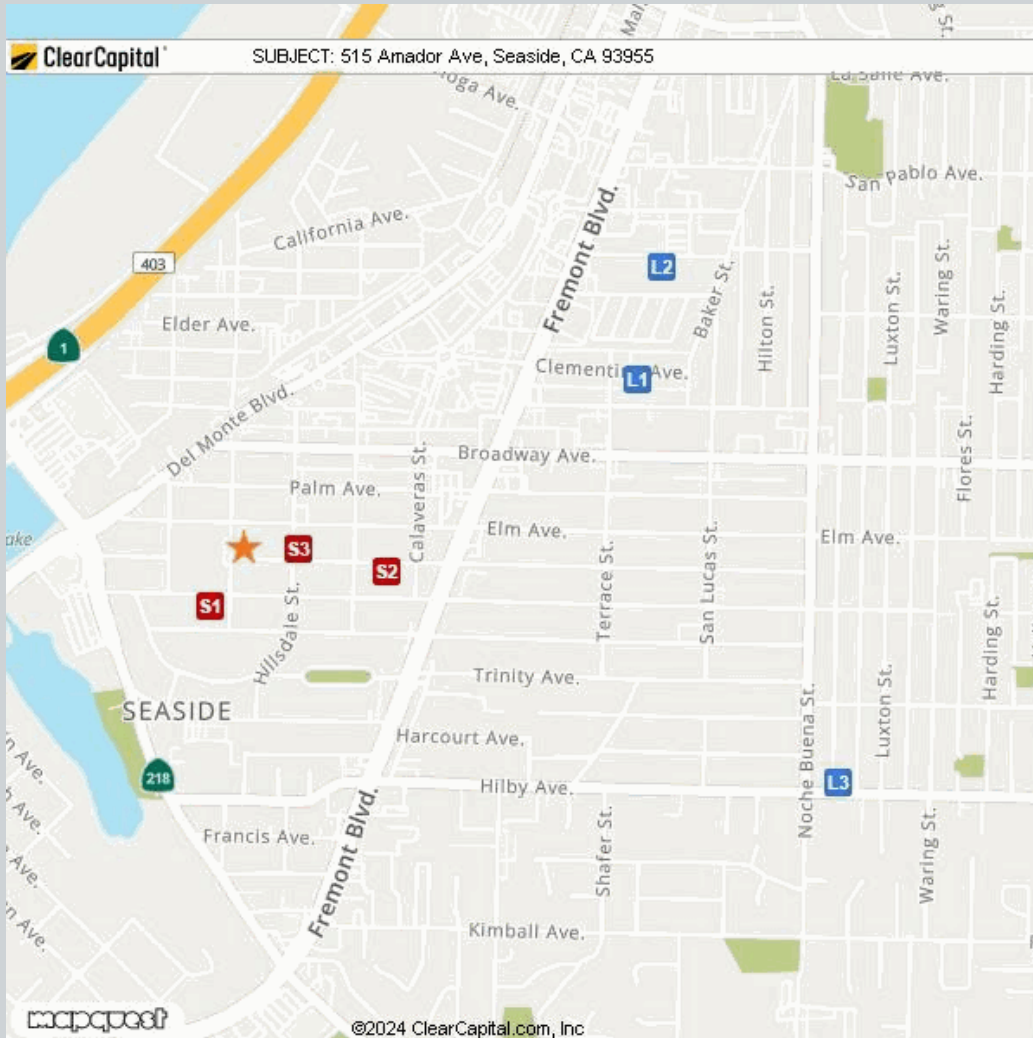 ClearCapital
SUBJECT: 515 Amador Ave, Seaside, CA 93955
La Salle Ave.
San Pablo Ave.
California Ave.
Fremont Blvd.
403
L2
Baker St.
Hilton St.
Luxton St.
Waring St.
Harding St.
Elder Ave.
1
Clementina Ave.
L1
Del Monte Blvd.
Broadway Ave.
Calaveras St.
Flores St.
Palm Ave.
Elm Ave.
Elm Ave.
S3
S2
S1
Hillsdale St.
Terrace St.
San Lucas St.
Harding St.
Trinity Ave.
Luxton St.
SEASIDE
Harcourt Ave.
Noche Buena St.
218
Hilby Ave.
L3
Francis Ave.
Fremont Blvd.
Shafer St.
Waring St.
Kimball Ave.
mapquest
©2024 ClearCapital.com, Inc